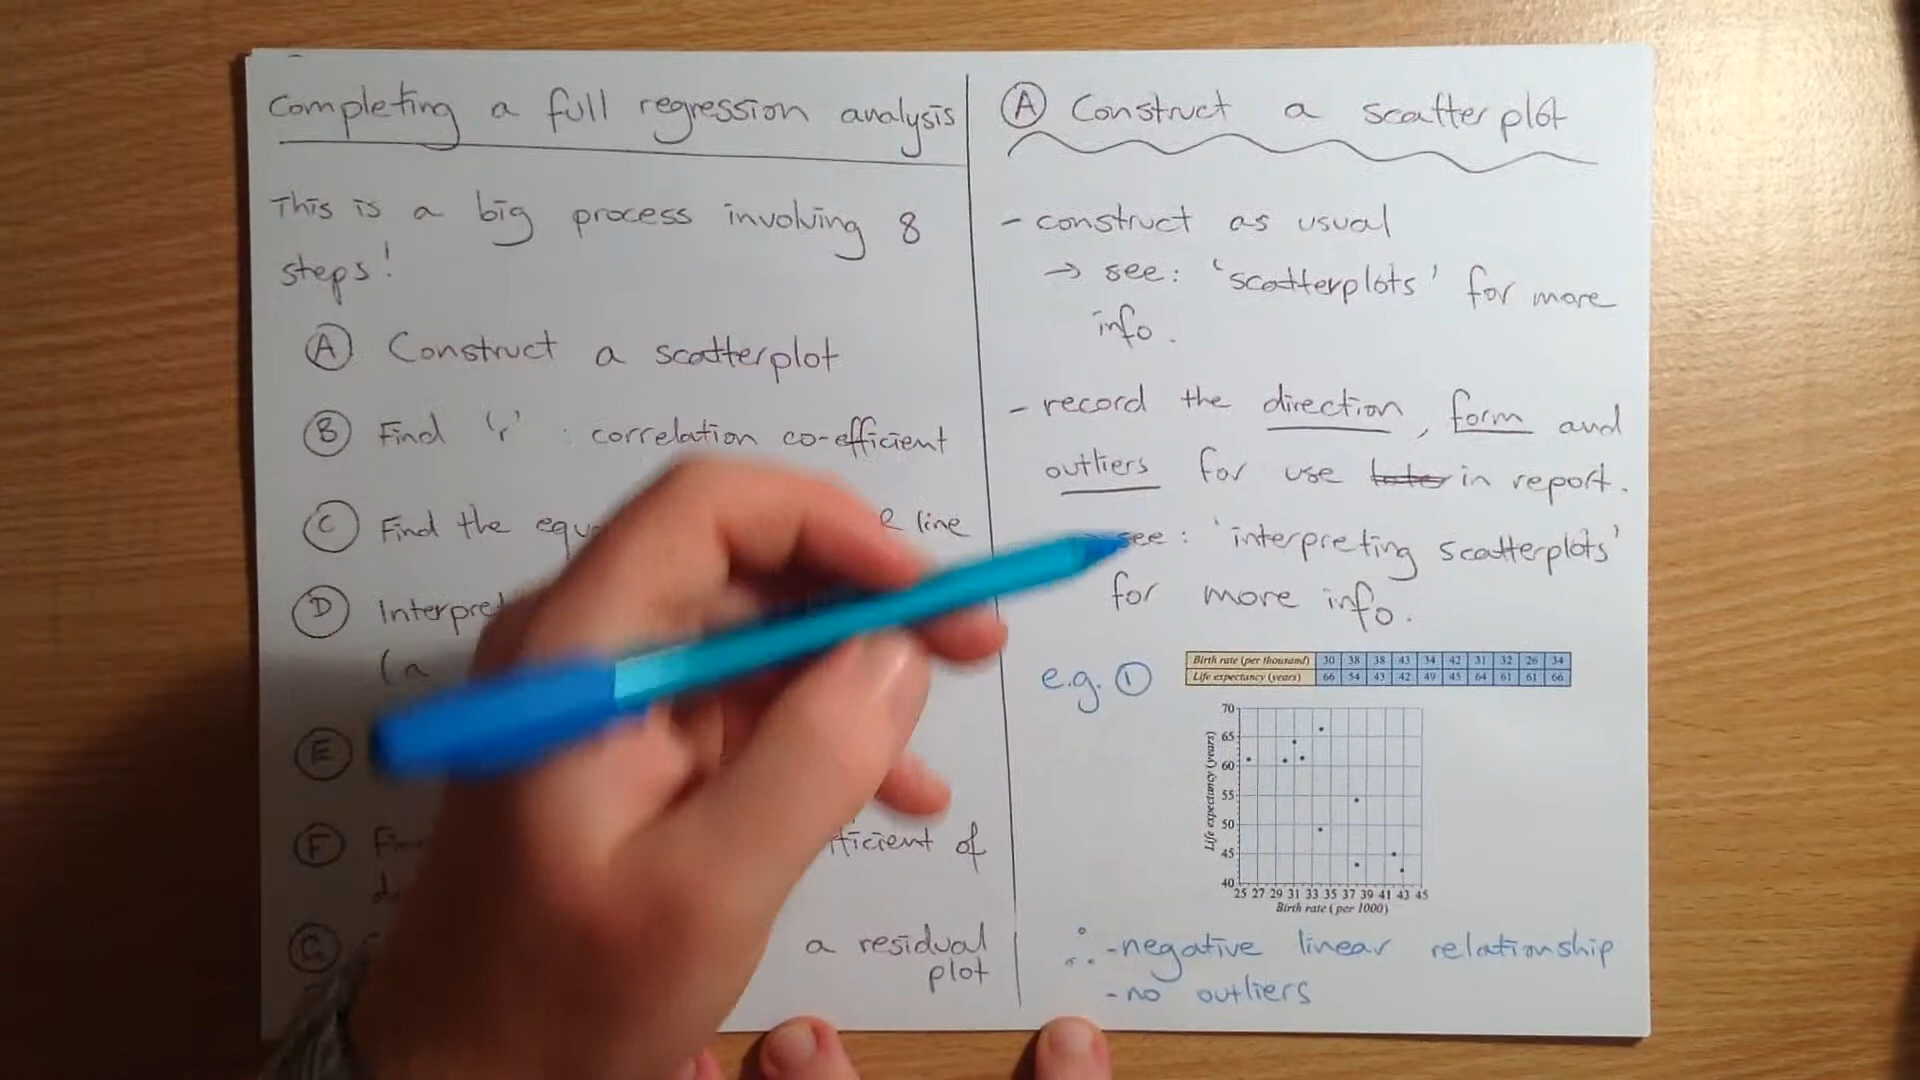 Completing a full regression analysis
This is a big process involving 8
steps!
A Construct a scatterplot
B Find 'r' : correlation co-efficient
C Find the line
D Interpret
(a
E
F ficient of
G a residual
plot
A Construct a scatterplot
- construct as usual
→ see: 'scatterplots' for more
info.
- record the direction, form and
outliers for use in report.
see: 'interpreting scatterplots'
for more info.
e.g. 1
Birth rate (per thousand) 30 38 38 43 34 42 31 32 26 34
Life expectancy (years) 66 54 43 42 49 45 64 61 61 66
Life expectancy (years)
70
65
60
55
50
45
40
25 27 29 31 33 35 37 39 41 43 45
Birth rate (per 1000)
∴ - negative linear relationship
- no outliers